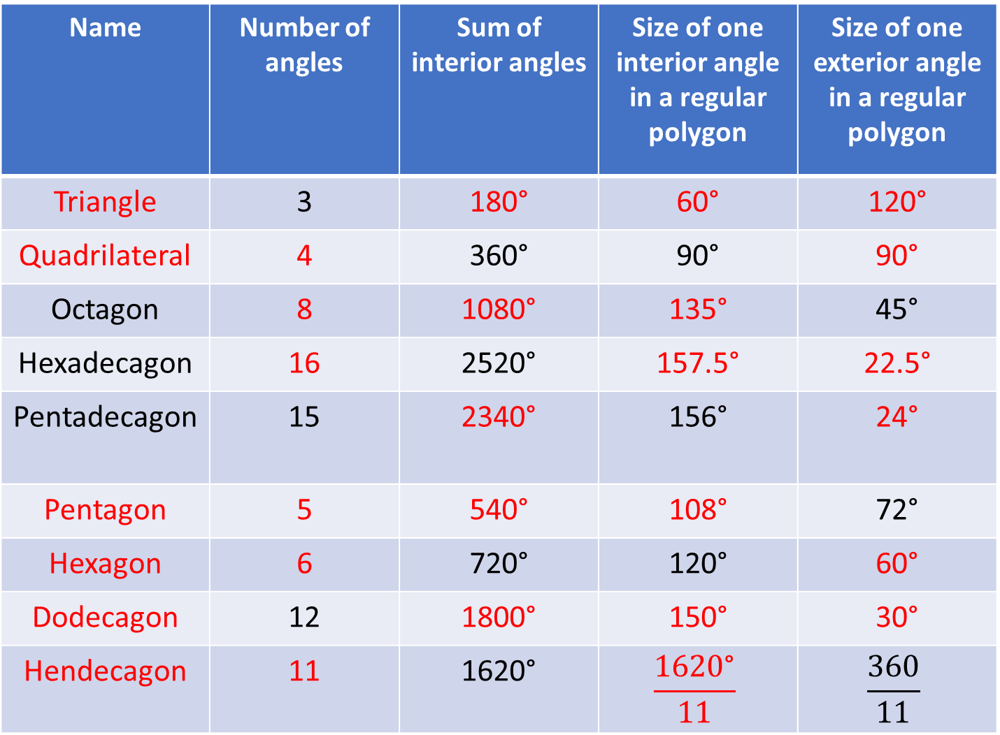 Name Number of angles Sum of interior angles Size of one interior angle in a regular polygon Size of one exterior angle in a regular polygon
Triangle 3 180° 60° 120°
Quadrilateral 4 360° 90° 90°
Octagon 8 1080° 135° 45°
Hexadecagon 16 2520° 157.5° 22.5°
Pentadecagon 15 2340° 156° 24°
Pentagon 5 540° 108° 72°
Hexagon 6 720° 120° 60°
Dodecagon 12 1800° 150° 30°
Hendecagon 11 1620° 1620°/11 360/11